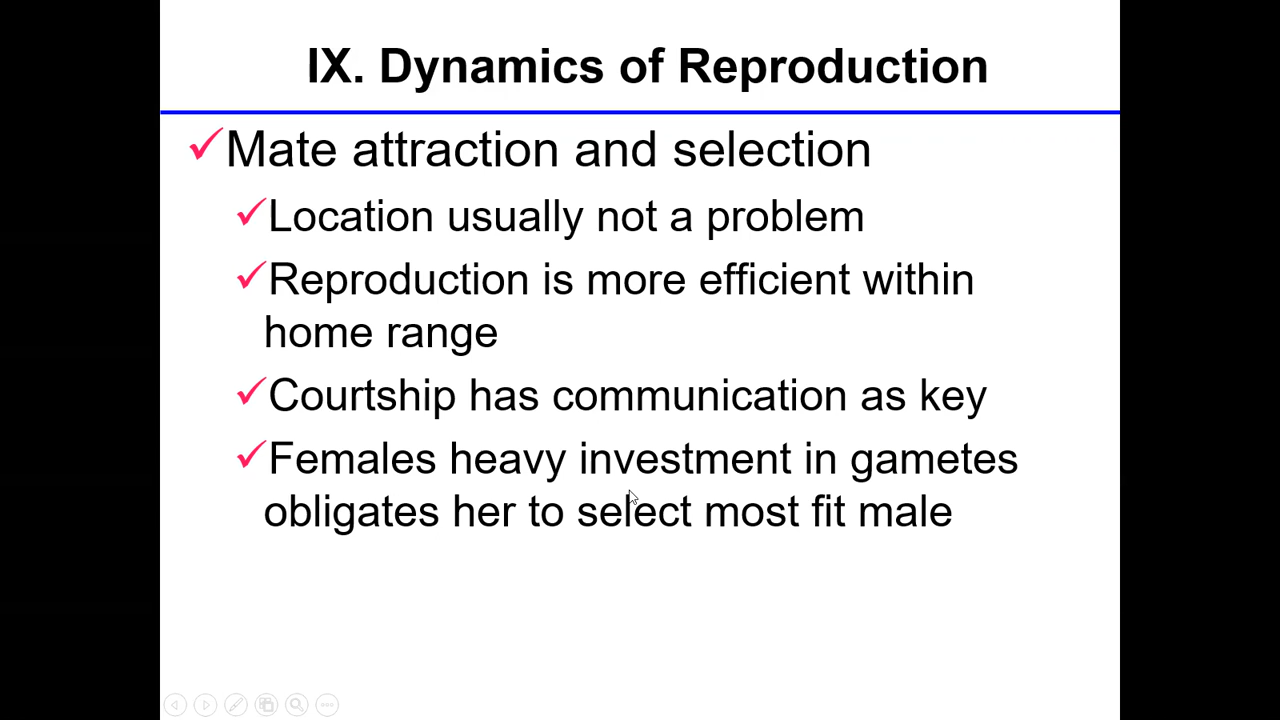 IX. Dynamics of Reproduction
Mate attraction and selection
Location usually not a problem
Reproduction is more efficient within
home range
Courtship has communication as key
Females heavy investment in gametes
obligates her to select most fit male